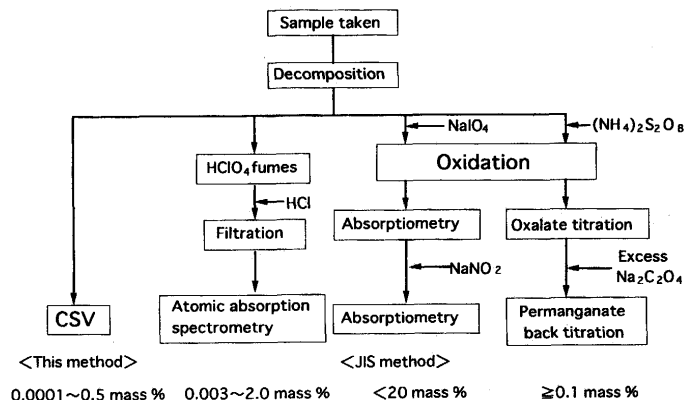 Sample taken
Decomposition
NaIO₄
(NH₄)₂S₂O₈
HClO₄ fumes
Oxidation
HCl
Filtration
Absorptiometry
Oxalate titration
NaNO₂
Excess
Na₂C₂O₄
CSV
Atomic absorption
spectrometry
Absorptiometry
Permanganate
back titration
<This method>
<JIS method>
0.0001~0.5 mass %
0.003~2.0 mass %
<20 mass %
≧0.1 mass %